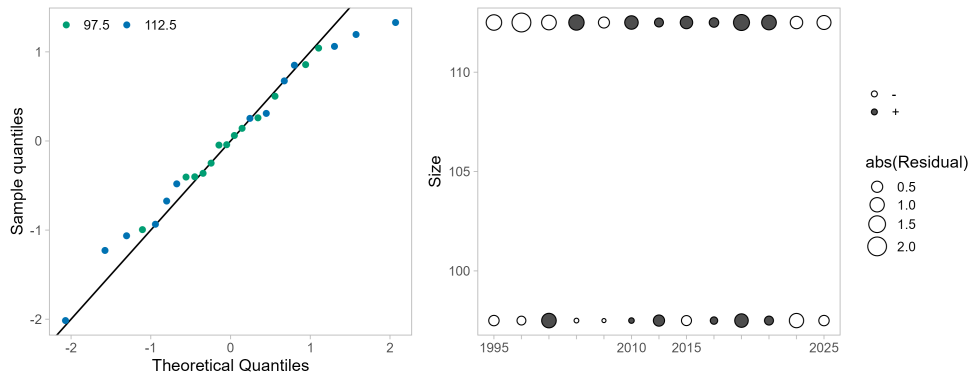 97.5 112.5
1
0
-1
-2
-2 -1 0 1 2
Theoretical Quantiles
Sample quantiles
110
105
100
Size
1995 2010 2015 2025
-
+
abs(Residual)
0.5
1.0
1.5
2.0